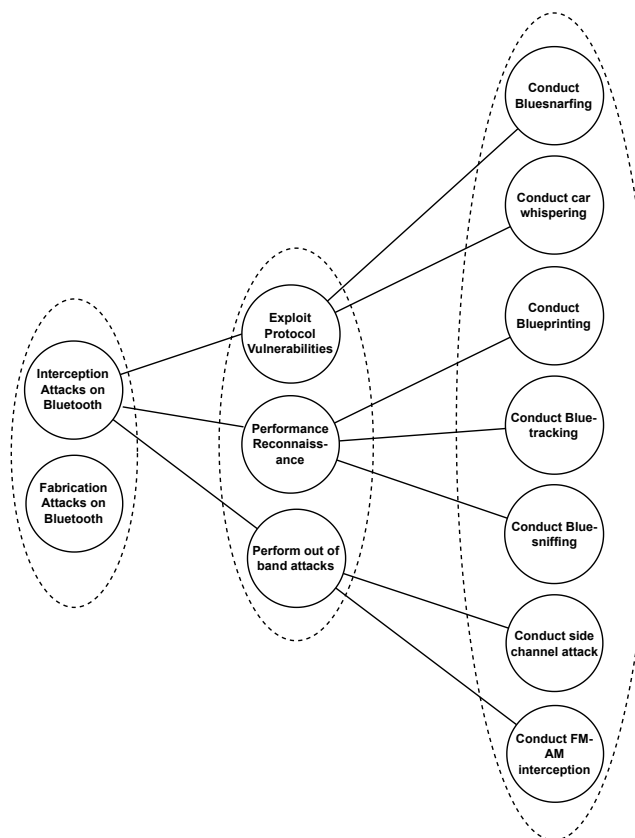 Conduct
Bluesnarfing
Conduct car
whispering
Exploit
Protocol
Vulnerabilities
Conduct
Blueprinting
Interception
Attacks on
Bluetooth
Performance
Reconnaiss-
ance
Conduct Blue-
tracking
Fabrication
Attacks on
Bluetooth
Conduct Blue-
sniffing
Perform out of
band attacks
Conduct side
channel attack
Conduct FM-
AM
interception